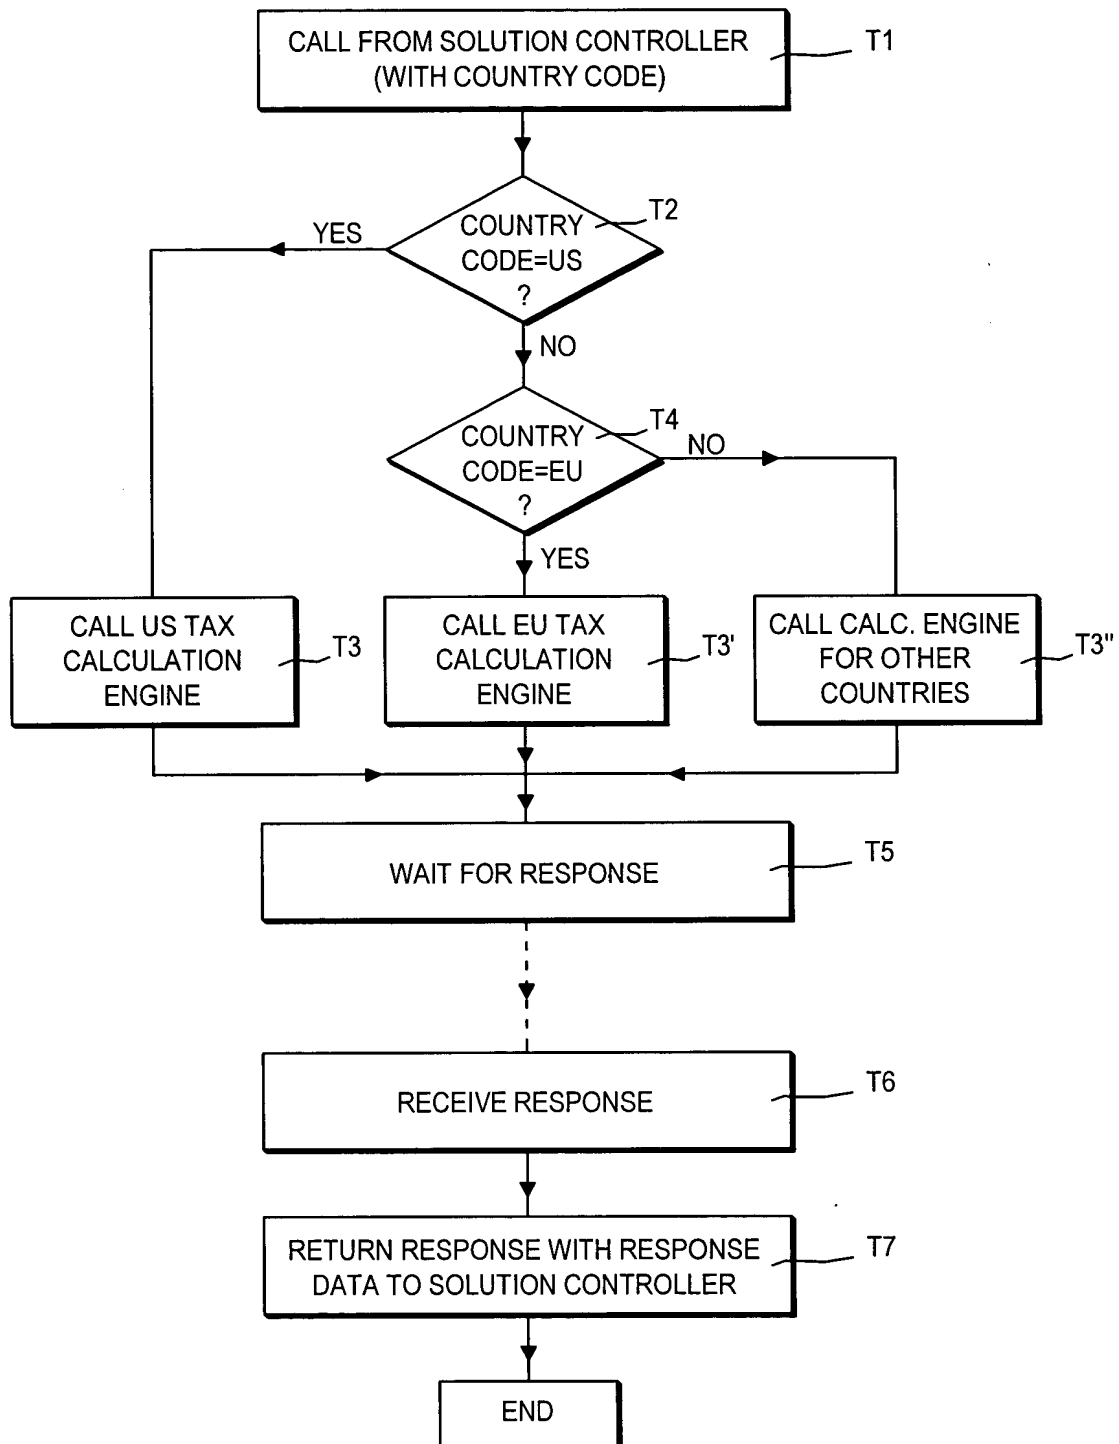 CALL FROM SOLUTION CONTROLLER
(WITH COUNTRY CODE)
T1
COUNTRY
CODE=US
?
T2
YES
NO
COUNTRY
CODE=EU
?
T4
NO
YES
CALL US TAX
CALCULATION
ENGINE
T3
CALL EU TAX
CALCULATION
ENGINE
T3'
CALL CALC. ENGINE
FOR OTHER
COUNTRIES
T3"
WAIT FOR RESPONSE
T5
RECEIVE RESPONSE
T6
RETURN RESPONSE WITH RESPONSE
DATA TO SOLUTION CONTROLLER
T7
END